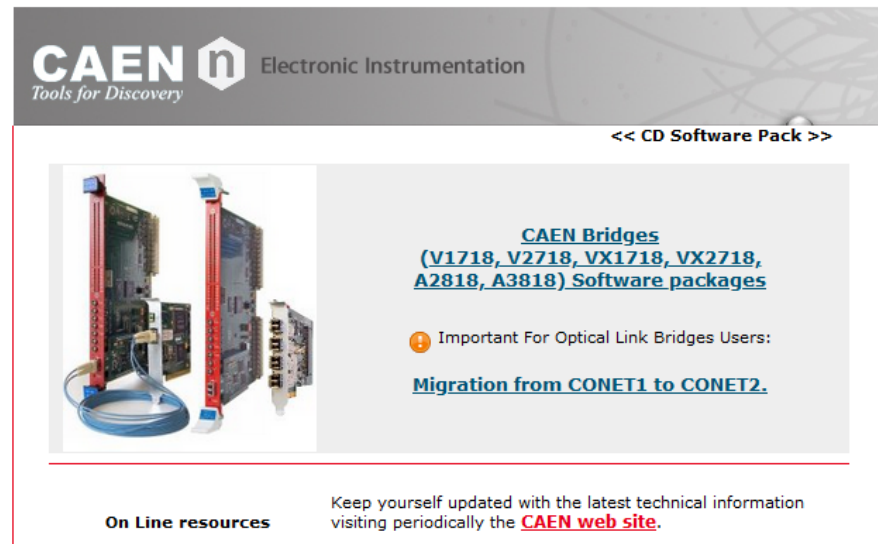 CAEN n Electronic Instrumentation
Tools for Discovery
<< CD Software Pack >>
CAEN Bridges
(V1718, V2718, VX1718, VX2718,
A2818, A3818) Software packages
! Important For Optical Link Bridges Users:
Migration from CONET1 to CONET2.
On Line resources
Keep yourself updated with the latest technical information
visiting periodically the CAEN web site.